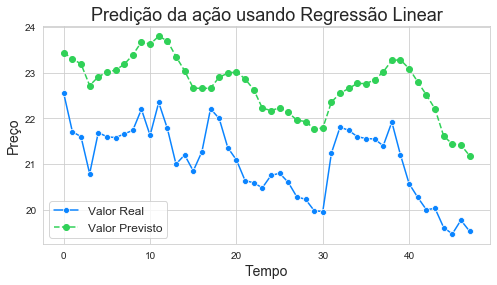 Predição da ação usando Regressão Linear
24
23
22
21
20
Preço
Valor Real
Valor Previsto
0
10
20
30
40
Tempo